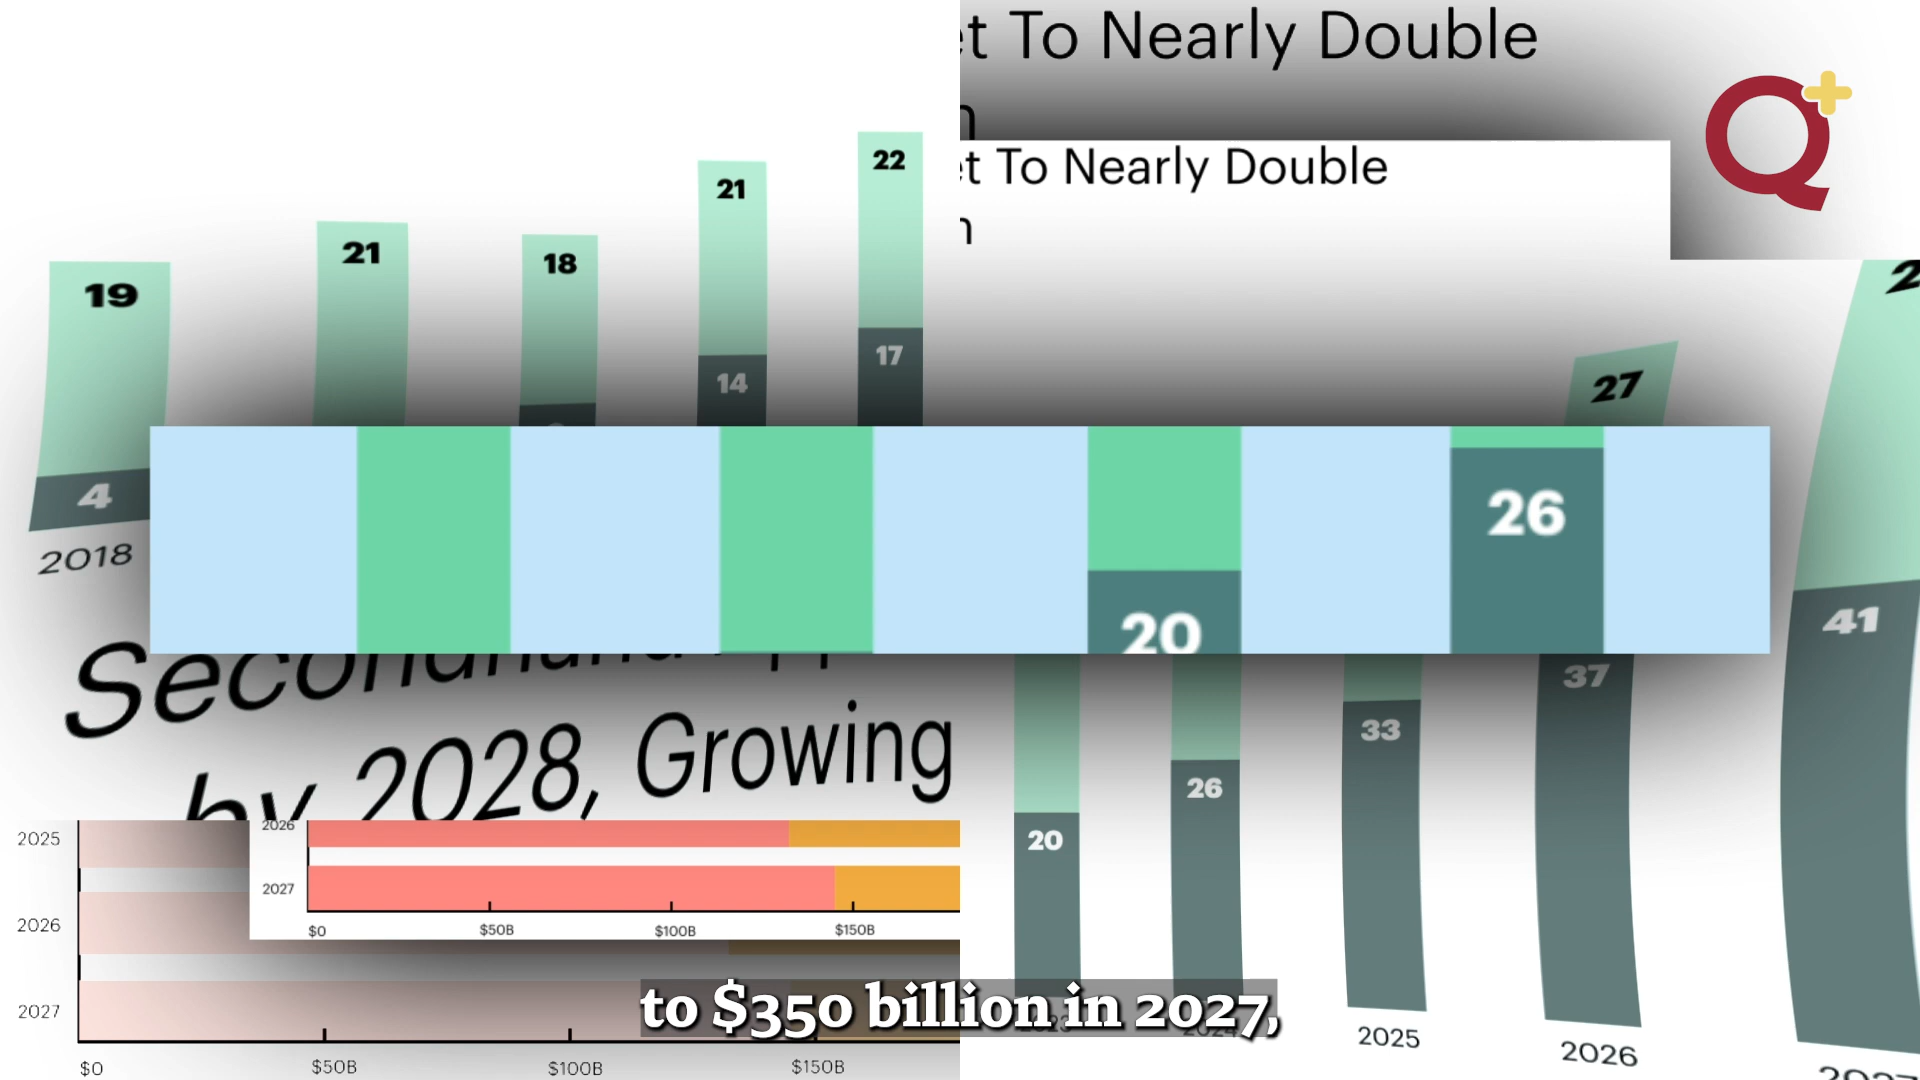 t To Nearly Double
t To Nearly Double
22
21
21
18
19
17
14
27
4
2018
26
20
41
37
by 2028, Growing
33
26
20
2025
2026
2027
2026
2027
$0
$50B
$100B
$150B
to $350 billion in 2027,
2025
2026
$0
$50B
$100B
$150B